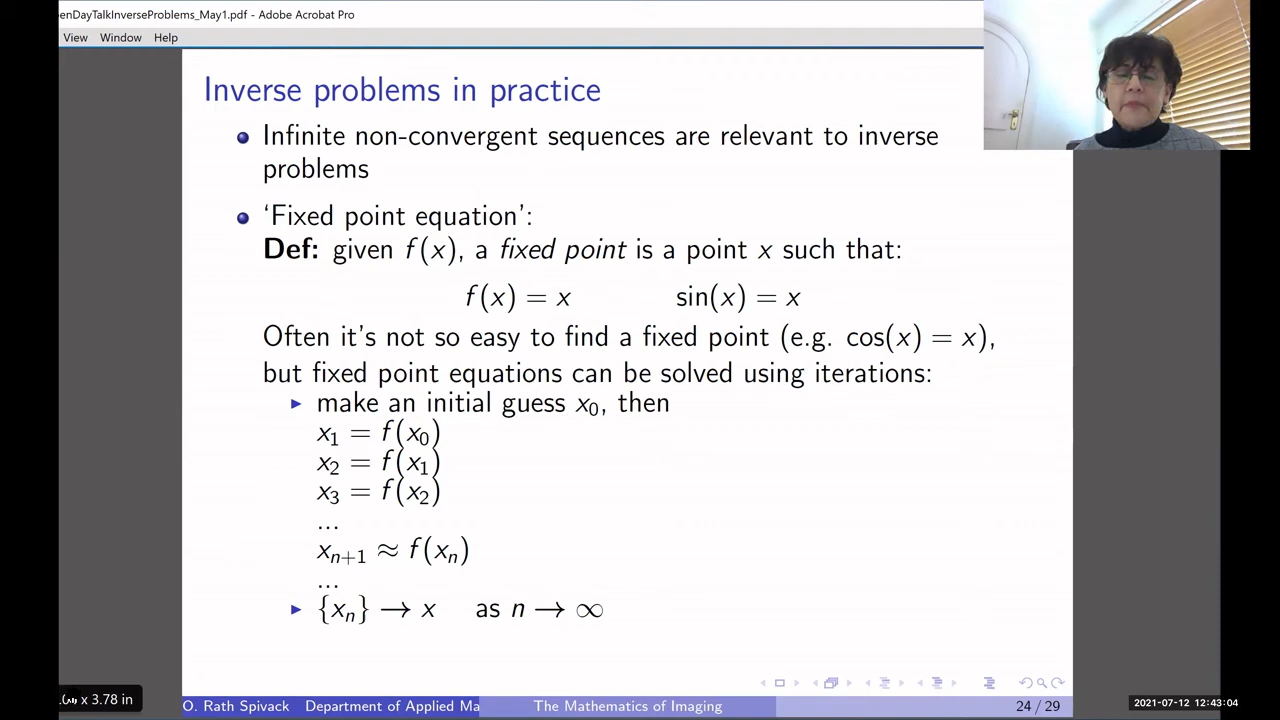 enDayTalkInverseProblems_May1.pdf - Adobe Acrobat Pro
View Window Help
Inverse problems in practice
Infinite non-convergent sequences are relevant to inverse
problems
‘Fixed point equation’:
Def: given f(x), a fixed point is a point x such that:
f(x) = x sin(x) = x
Often it's not so easy to find a fixed point (e.g. cos(x) = x),
but fixed point equations can be solved using iterations:
▶ make an initial guess x₀, then
x₁ = f(x₀)
x₂ = f(x₁)
x₃ = f(x₂)
...
xₙ₊₁ ≈ f(xₙ)
...
▶ {xₙ} → x as n → ∞
x 3.78 in
O. Rath Spivack Department of Applied Ma The Mathematics of Imaging 24 / 29
2021-07-12 12:43:04